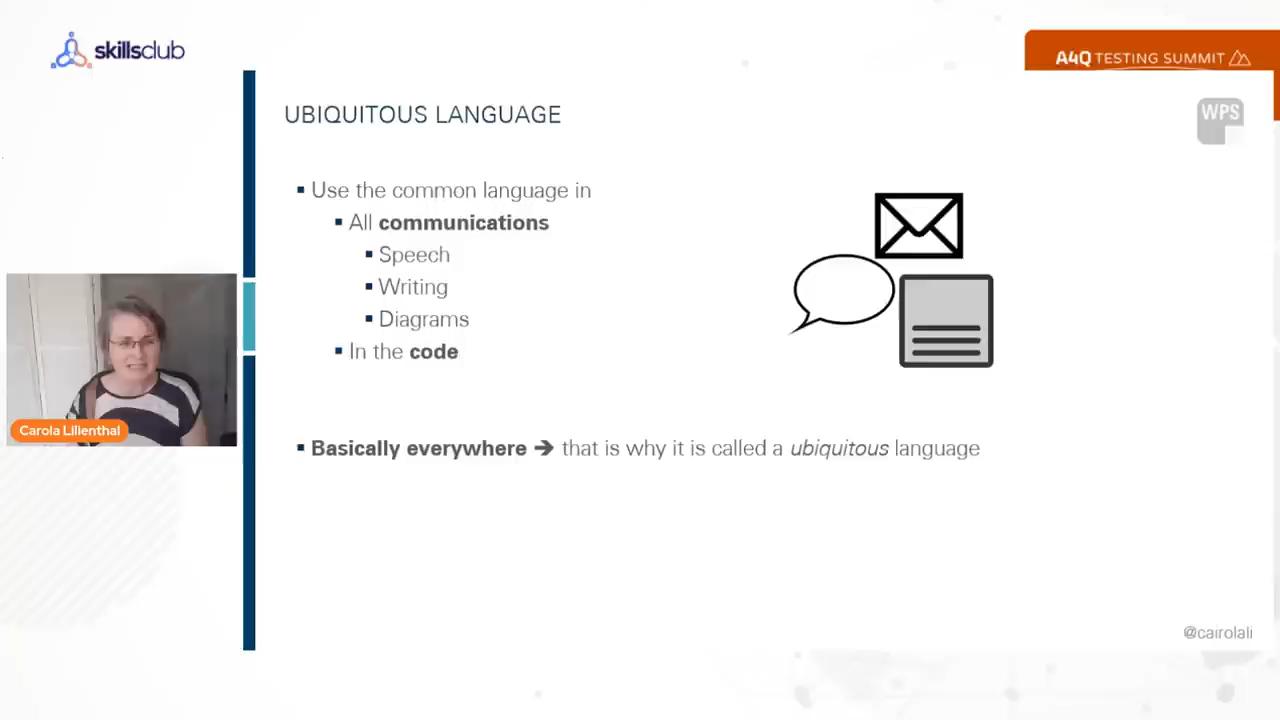 skillsclub
A4Q TESTING SUMMIT
WPS
UBIQUITOUS LANGUAGE
Use the common language in
All communications
Speech
Writing
Diagrams
In the code
Carola Lilienthal
Basically everywhere ➔ that is why it is called a ubiquitous language
@cairolali